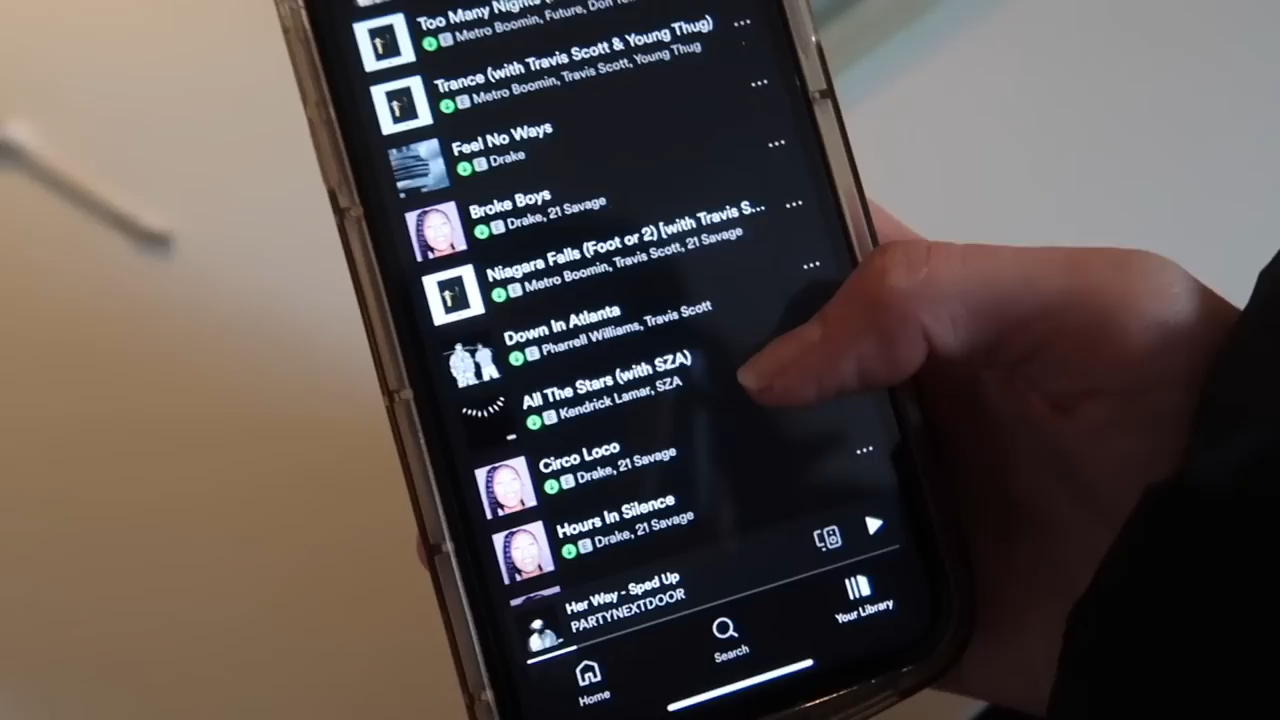 Too Many Nights
E Metro Boomin, Future, Don
Trance (with Travis Scott & Young Thug)
E Metro Boomin, Travis Scott, Young Thug
Feel No Ways
E Drake
Broke Boys
E Drake, 21 Savage
Niagara Falls (Foot or 2) [with Travis S...
E Metro Boomin, Travis Scott, 21 Savage
Down In Atlanta
E Pharrell Williams, Travis Scott
All The Stars (with SZA)
E Kendrick Lamar, SZA
Circo Loco
E Drake, 21 Savage
Hours In Silence
E Drake, 21 Savage
Her Way - Sped Up
PARTYNEXTDOOR
Home
Search
Your Library